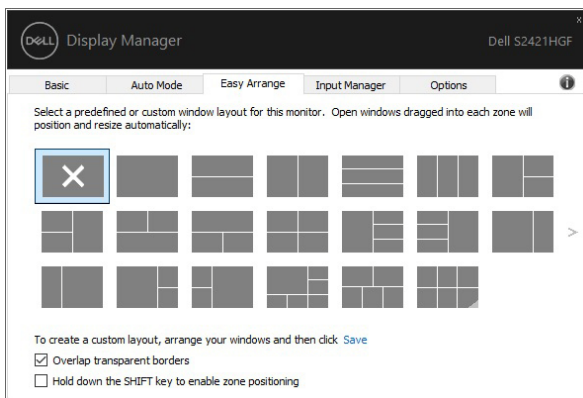 x
DELL Display Manager Dell S2421HGF
Basic Auto Mode Easy Arrange Input Manager Options
Select a predefined or custom window layout for this monitor. Open windows dragged into each zone will
position and resize automatically:
To create a custom layout, arrange your windows and then click Save
Overlap transparent borders
Hold down the SHIFT key to enable zone positioning